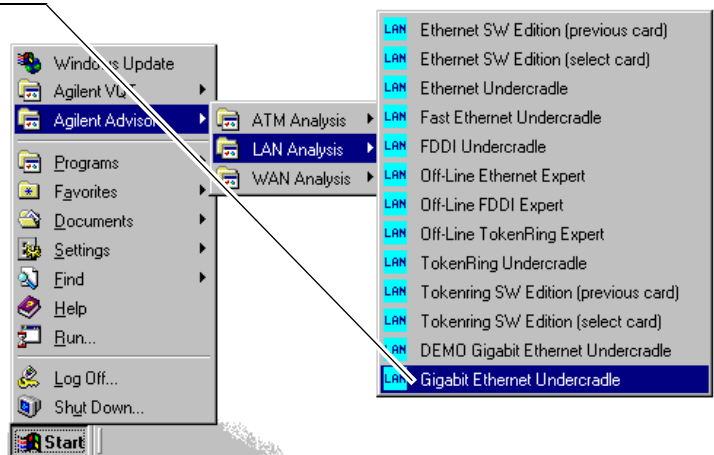 Windows Update
Agilent VQT
Agilent Advisor
Programs
Favorites
Documents
Settings
Find
Help
Run...
Log Off...
Shut Down...
Start
ATM Analysis
LAN Analysis
WAN Analysis
LAN Ethernet SW Edition (previous card)
LAN Ethernet SW Edition (select card)
LAN Ethernet Undercradle
LAN Fast Ethernet Undercradle
LAN FDDI Undercradle
LAN Off-Line Ethernet Expert
LAN Off-Line FDDI Expert
LAN Off-Line TokenRing Expert
LAN TokenRing Undercradle
LAN Tokenring SW Edition (previous card)
LAN Tokenring SW Edition (select card)
LAN DEMO Gigabit Ethernet Undercradle
LAN Gigabit Ethernet Undercradle